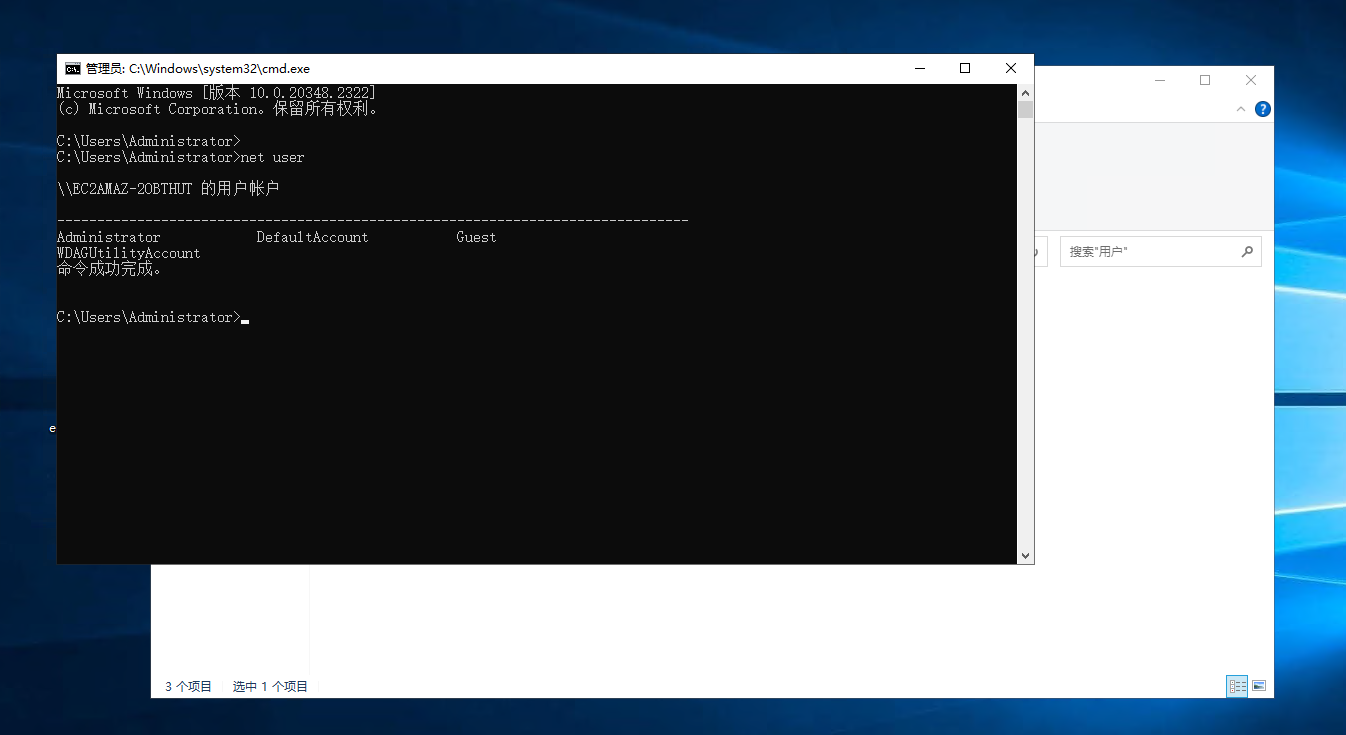 管理员: C:\Windows\system32\cmd.exe
Microsoft Windows [版本 10.0.20348.2322]
(c) Microsoft Corporation。保留所有权利。
C:\Users\Administrator>
C:\Users\Administrator>net user
\\EC2AMAZ-2OBTHUT 的用户帐户
-------------------------------------------------------------------------------
Administrator            DefaultAccount           Guest
WDAGUtilityAccount
命令成功完成。
C:\Users\Administrator>
搜索"用户"
e
3 个项目 选中 1 个项目